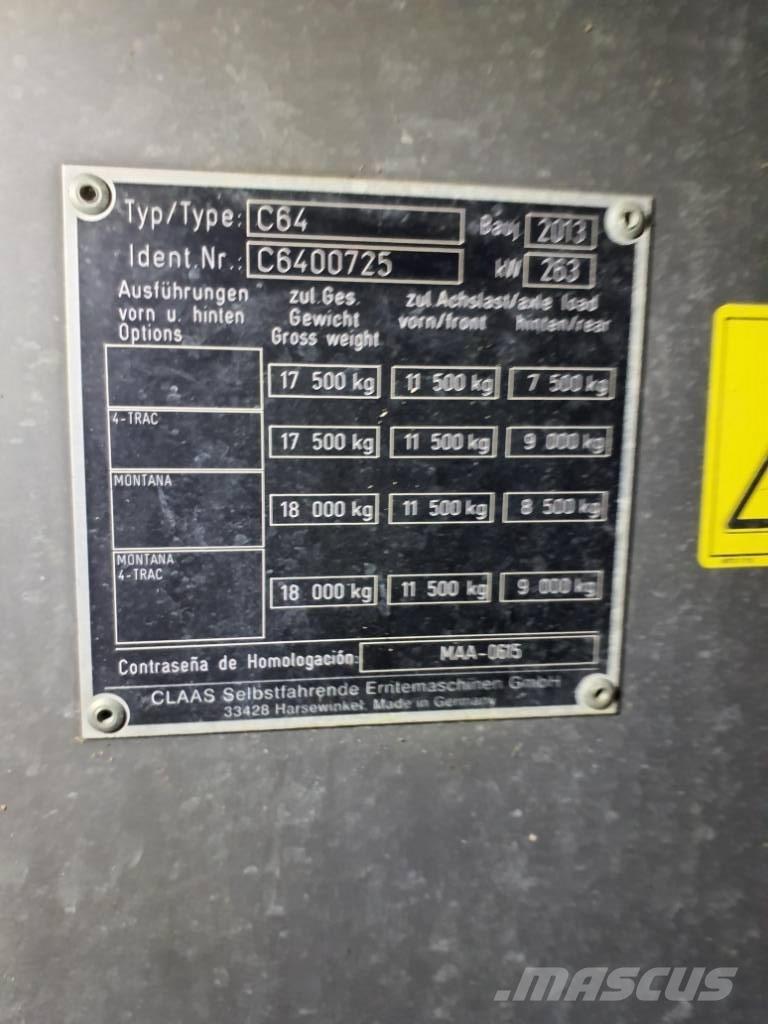 Typ/Type: C64 Bauj. 2013
Ident.Nr.: C6400725 kW 263
Ausführungen vorn u. hinten Options
zul.Ges. Gewicht Gross weight
zul.Achslast/axle load
vorn/front hinten/rear
17 500 kg 11 500 kg 7 500 kg
4-TRAC
17 500 kg 11 500 kg 9 000 kg
MONTANA
18 000 kg 11 500 kg 8 500 kg
MONTANA
4-TRAC
18 000 kg 11 500 kg 9 000 kg
Contraseña de Homologación: MAA-0615
CLAAS Selbstfahrende Erntemaschinen GmbH
33428 Harsewinkel, Made in Germany
MASCUS